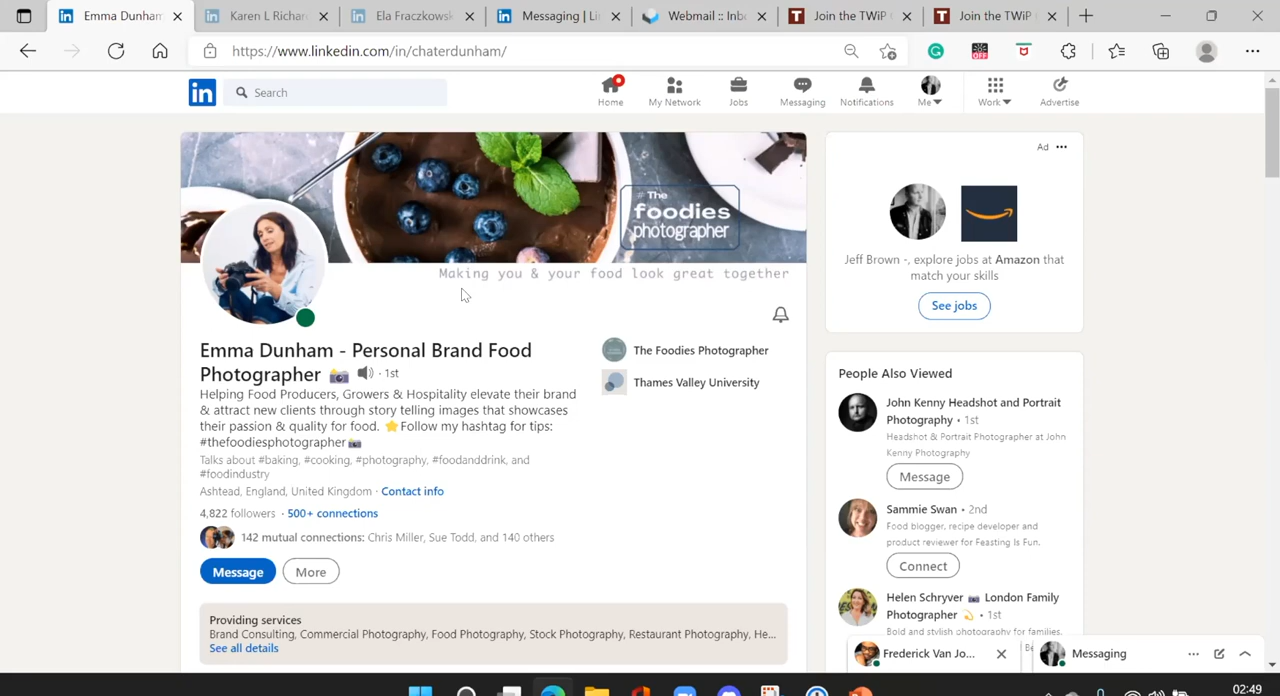 Emma Dunham
Karen L Richar
Ela Fraczkowsk
Messaging | Li
Webmail :: Inb
Join the TWiP
Join the TWiP
https://www.linkedin.com/in/chaterdunham/
OFF
in
Search
Home
My Network
Jobs
Messaging
Notifications
Me
Work
Advertise
# The
foodies
photographer
Making you & your food look great together
Emma Dunham - Personal Brand Food
Photographer · 1st
The Foodies Photographer
Thames Valley University
Helping Food Producers, Growers & Hospitality elevate their brand
& attract new clients through story telling images that showcases
their passion & quality for food. ⭐Follow my hashtag for tips:
#thefoodiesphotographer📸
Talks about #baking, #cooking, #photography, #foodanddrink, and
#foodindustry
Ashtead, England, United Kingdom · Contact info
4,822 followers · 500+ connections
142 mutual connections: Chris Miller, Sue Todd, and 140 others
Message
More
Providing services
Brand Consulting, Commercial Photography, Food Photography, Stock Photography, Restaurant Photography, He...
See all details
Ad
Jeff Brown -, explore jobs at Amazon that
match your skills
See jobs
People Also Viewed
John Kenny Headshot and Portrait
Photography · 1st
Headshot & Portrait Photographer at John
Kenny Photography
Message
Sammie Swan · 2nd
Food blogger, recipe developer and
product reviewer for Feasting Is Fun.
Connect
Helen Schryver 📷 London Family
Photographer · 1st
Bold and stylish photography for families.
Frederick Van Jo...
Messaging
02:49